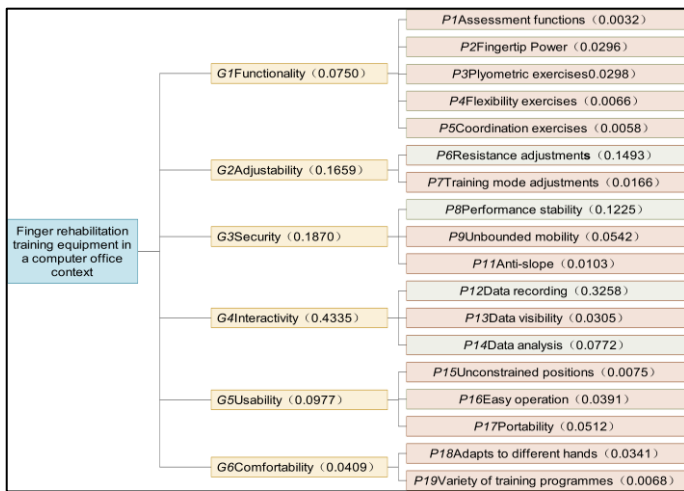 Finger rehabilitation
training equipment in
a computer office
context
G1Functionality（0.0750）
P1Assessment functions（0.0032）
P2Fingertip Power（0.0296）
P3Plyometric exercises0.0298）
P4Flexibility exercises（0.0066）
P5Coordination exercises（0.0058）
G2Adjustability（0.1659）
P6Resistance adjustments（0.1493）
P7Training mode adjustments（0.0166）
G3Security（0.1870）
P8Performance stability（0.1225）
P9Unbounded mobility（0.0542）
P11Anti-slope（0.0103）
G4Interactivity（0.4335）
P12Data recording（0.3258）
P13Data visibility（0.0305）
P14Data analysis（0.0772）
G5Usability（0.0977）
P15Unconstrained positions（0.0075）
P16Easy operation（0.0391）
P17Portability（0.0512）
G6Comfortability（0.0409）
P18Adapts to different hands（0.0341）
P19Variety of training programmes（0.0068）